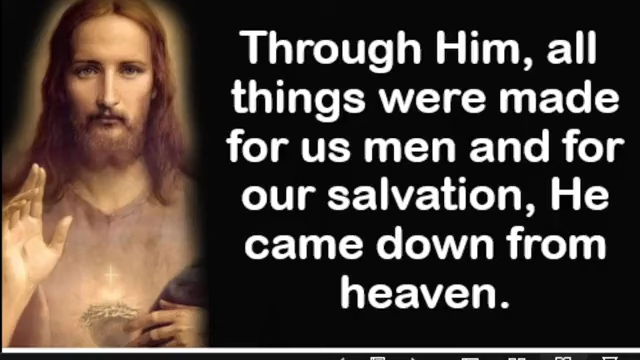 Through Him, all
things were made
for us men and for
our salvation, He
came down from
heaven.